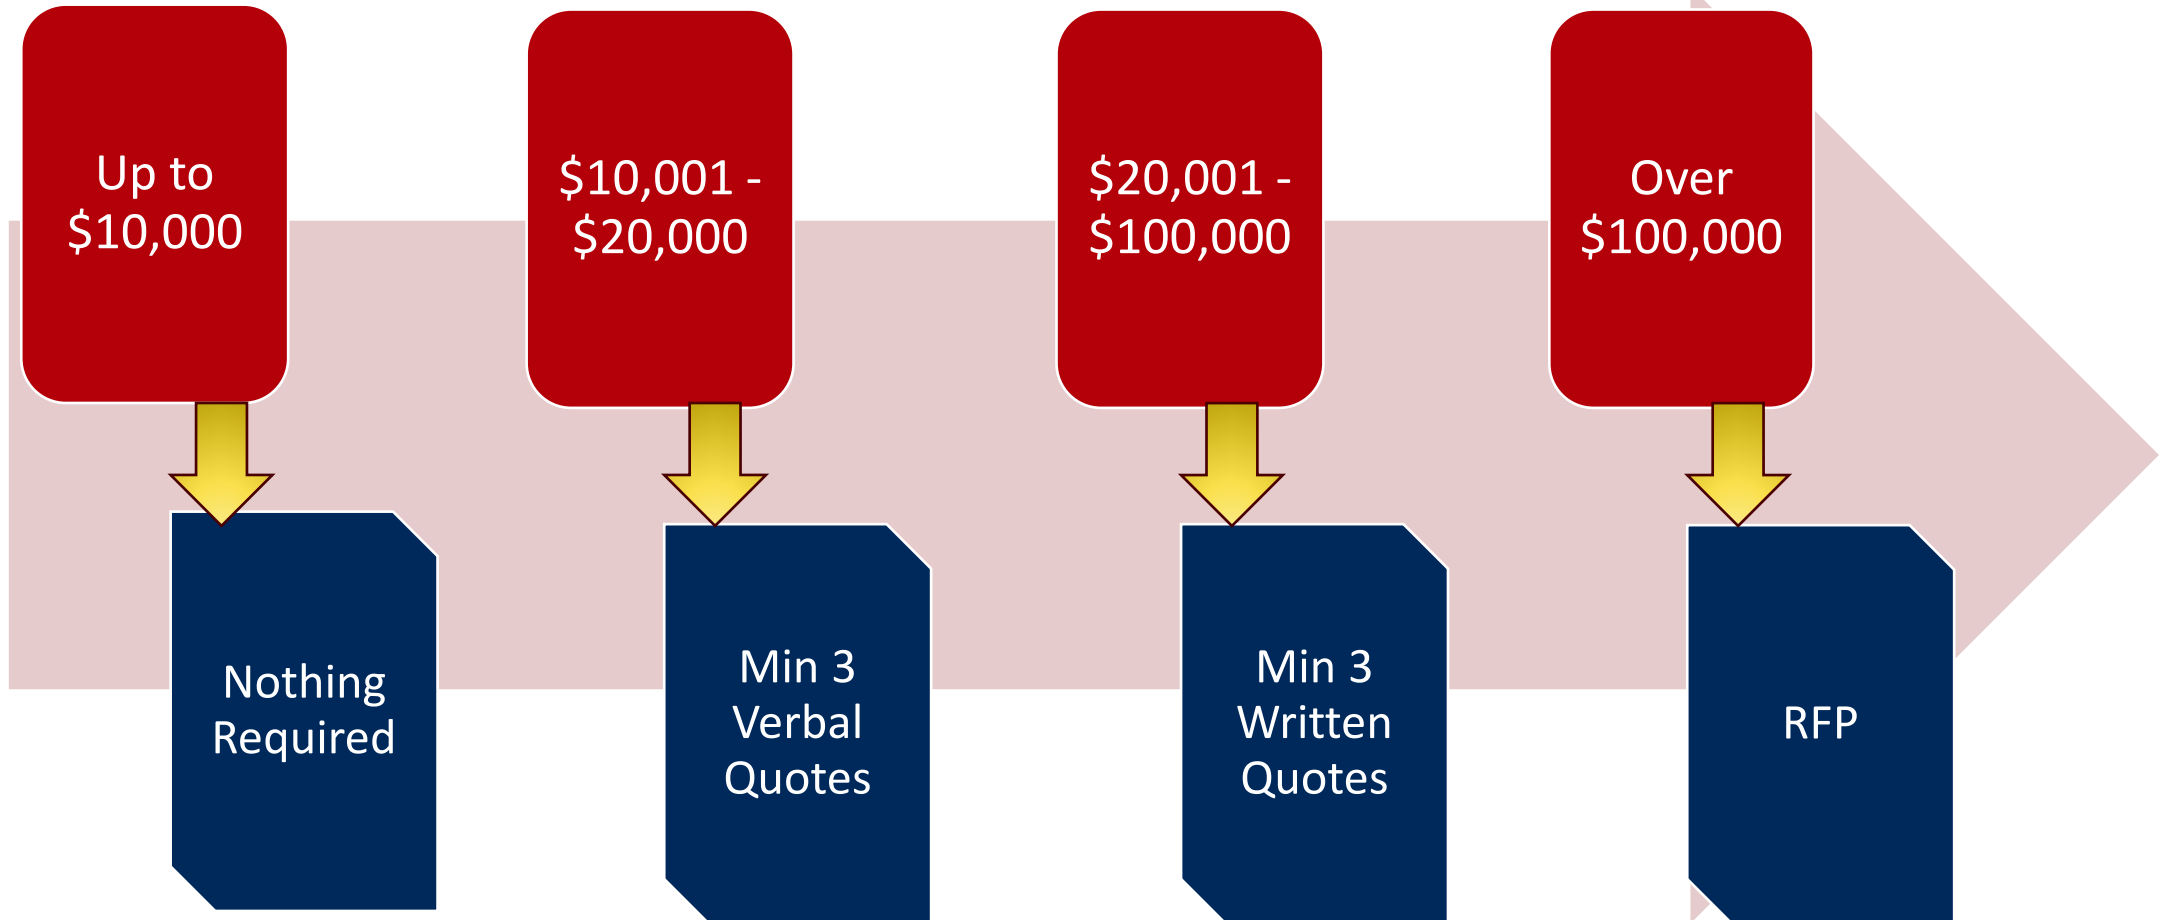 Up to
$10,000
$10,001 -
$20,000
$20,001 -
$100,000
Over
$100,000
Nothing
Required
Min 3
Verbal
Quotes
Min 3
Written
Quotes
RFP